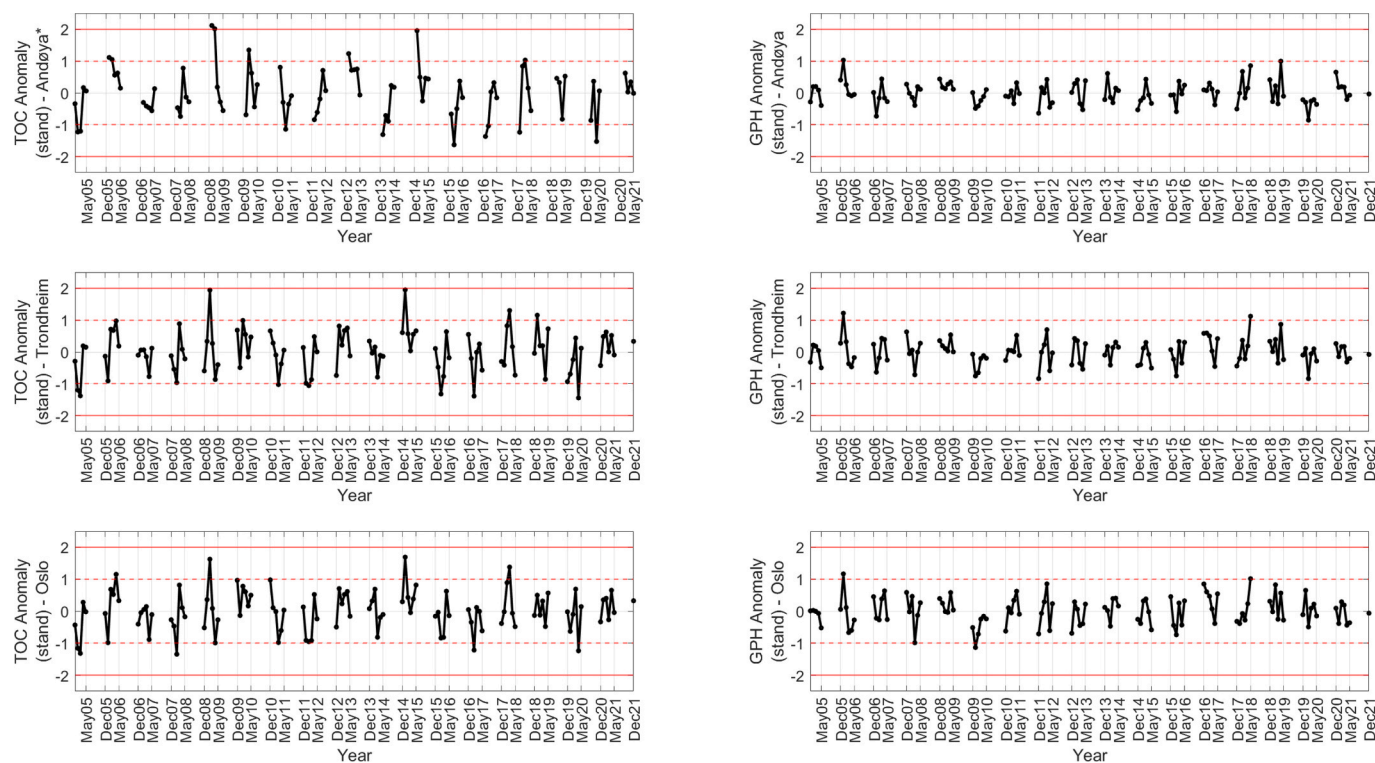 TOC Anomaly
(stand) - Andøya*
2
1
0
-1
-2
May05 Dec05 May06 Dec06 May07 Dec07 May08 Dec08 May09 Dec09 May10 Dec10 May11 Dec11 May12 Dec12 May13 Dec13 May14 Dec14 May15 Dec15 May16 Dec16 May17 Dec17 May18 Dec18 May19 Dec19 May20 Dec20 May21
Year
GPH Anomaly
(stand) - Andøya
2
1
0
-1
-2
May05 Dec05 May06 Dec06 May07 Dec07 May08 Dec08 May09 Dec09 May10 Dec10 May11 Dec11 May12 Dec12 May13 Dec13 May14 Dec14 May15 Dec15 May16 Dec16 May17 Dec17 May18 Dec18 May19 Dec19 May20 Dec20 May21 Dec21
Year
TOC Anomaly
(stand) - Trondheim
2
1
0
-1
-2
May05 Dec05 May06 Dec06 May07 Dec07 May08 Dec08 May09 Dec09 May10 Dec10 May11 Dec11 May12 Dec12 May13 Dec13 May14 Dec14 May15 Dec15 May16 Dec16 May17 Dec17 May18 Dec18 May19 Dec19 May20 Dec20 May21 Dec21
Year
GPH Anomaly
(stand) - Trondheim
2
1
0
-1
-2
May05 Dec05 May06 Dec06 May07 Dec07 May08 Dec08 May09 Dec09 May10 Dec10 May11 Dec11 May12 Dec12 May13 Dec13 May14 Dec14 May15 Dec15 May16 Dec16 May17 Dec17 May18 Dec18 May19 Dec19 May20 Dec20 May21 Dec21
Year
TOC Anomaly
(stand) - Oslo
2
1
0
-1
-2
May05 Dec05 May06 Dec06 May07 Dec07 May08 Dec08 May09 Dec09 May10 Dec10 May11 Dec11 May12 Dec12 May13 Dec13 May14 Dec14 May15 Dec15 May16 Dec16 May17 Dec17 May18 Dec18 May19 Dec19 May20 Dec20 May21 Dec21
Year
GPH Anomaly
(stand) - Oslo
2
1
0
-1
-2
May05 Dec05 May06 Dec06 May07 Dec07 May08 Dec08 May09 Dec09 May10 Dec10 May11 Dec11 May12 Dec12 May13 Dec13 May14 Dec14 May15 Dec15 May16 Dec16 May17 Dec17 May18 Dec18 May19 Dec19 May20 Dec20 May21 Dec21
Year